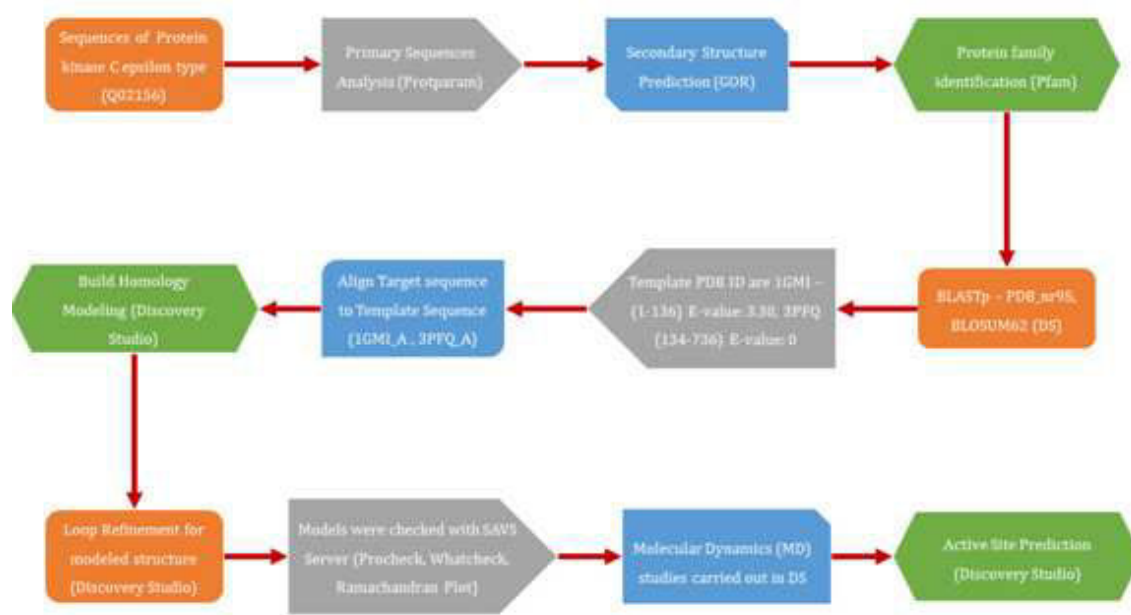 Sequences of Protein
kinase C epsilon type
(Q02156)
Primary Sequences
Analysis (Protparam)
Secondary Structure
Prediction (GOR)
Protein family
identification (Pfam)
BLASTp - PDB_nr95,
BLOSUM62 (DS)
Template PDB ID are 1GMI –
(1-136) E-value: 3.30, 3PFQ
(134-736) E-value: 0
Align Target sequence
to Template Sequence
(1GMI_A , 3PFQ_A)
Build Homology
Modeling (Discovery
Studio)
Loop Refinement for
modeled structure
(Discovery Studio)
Models were checked with SAVS
Server (Procheck, Whatcheck,
Ramachandran Plot)
Molecular Dynamics (MD)
studies carried out in DS
Active Site Prediction
(Discovery Studio)